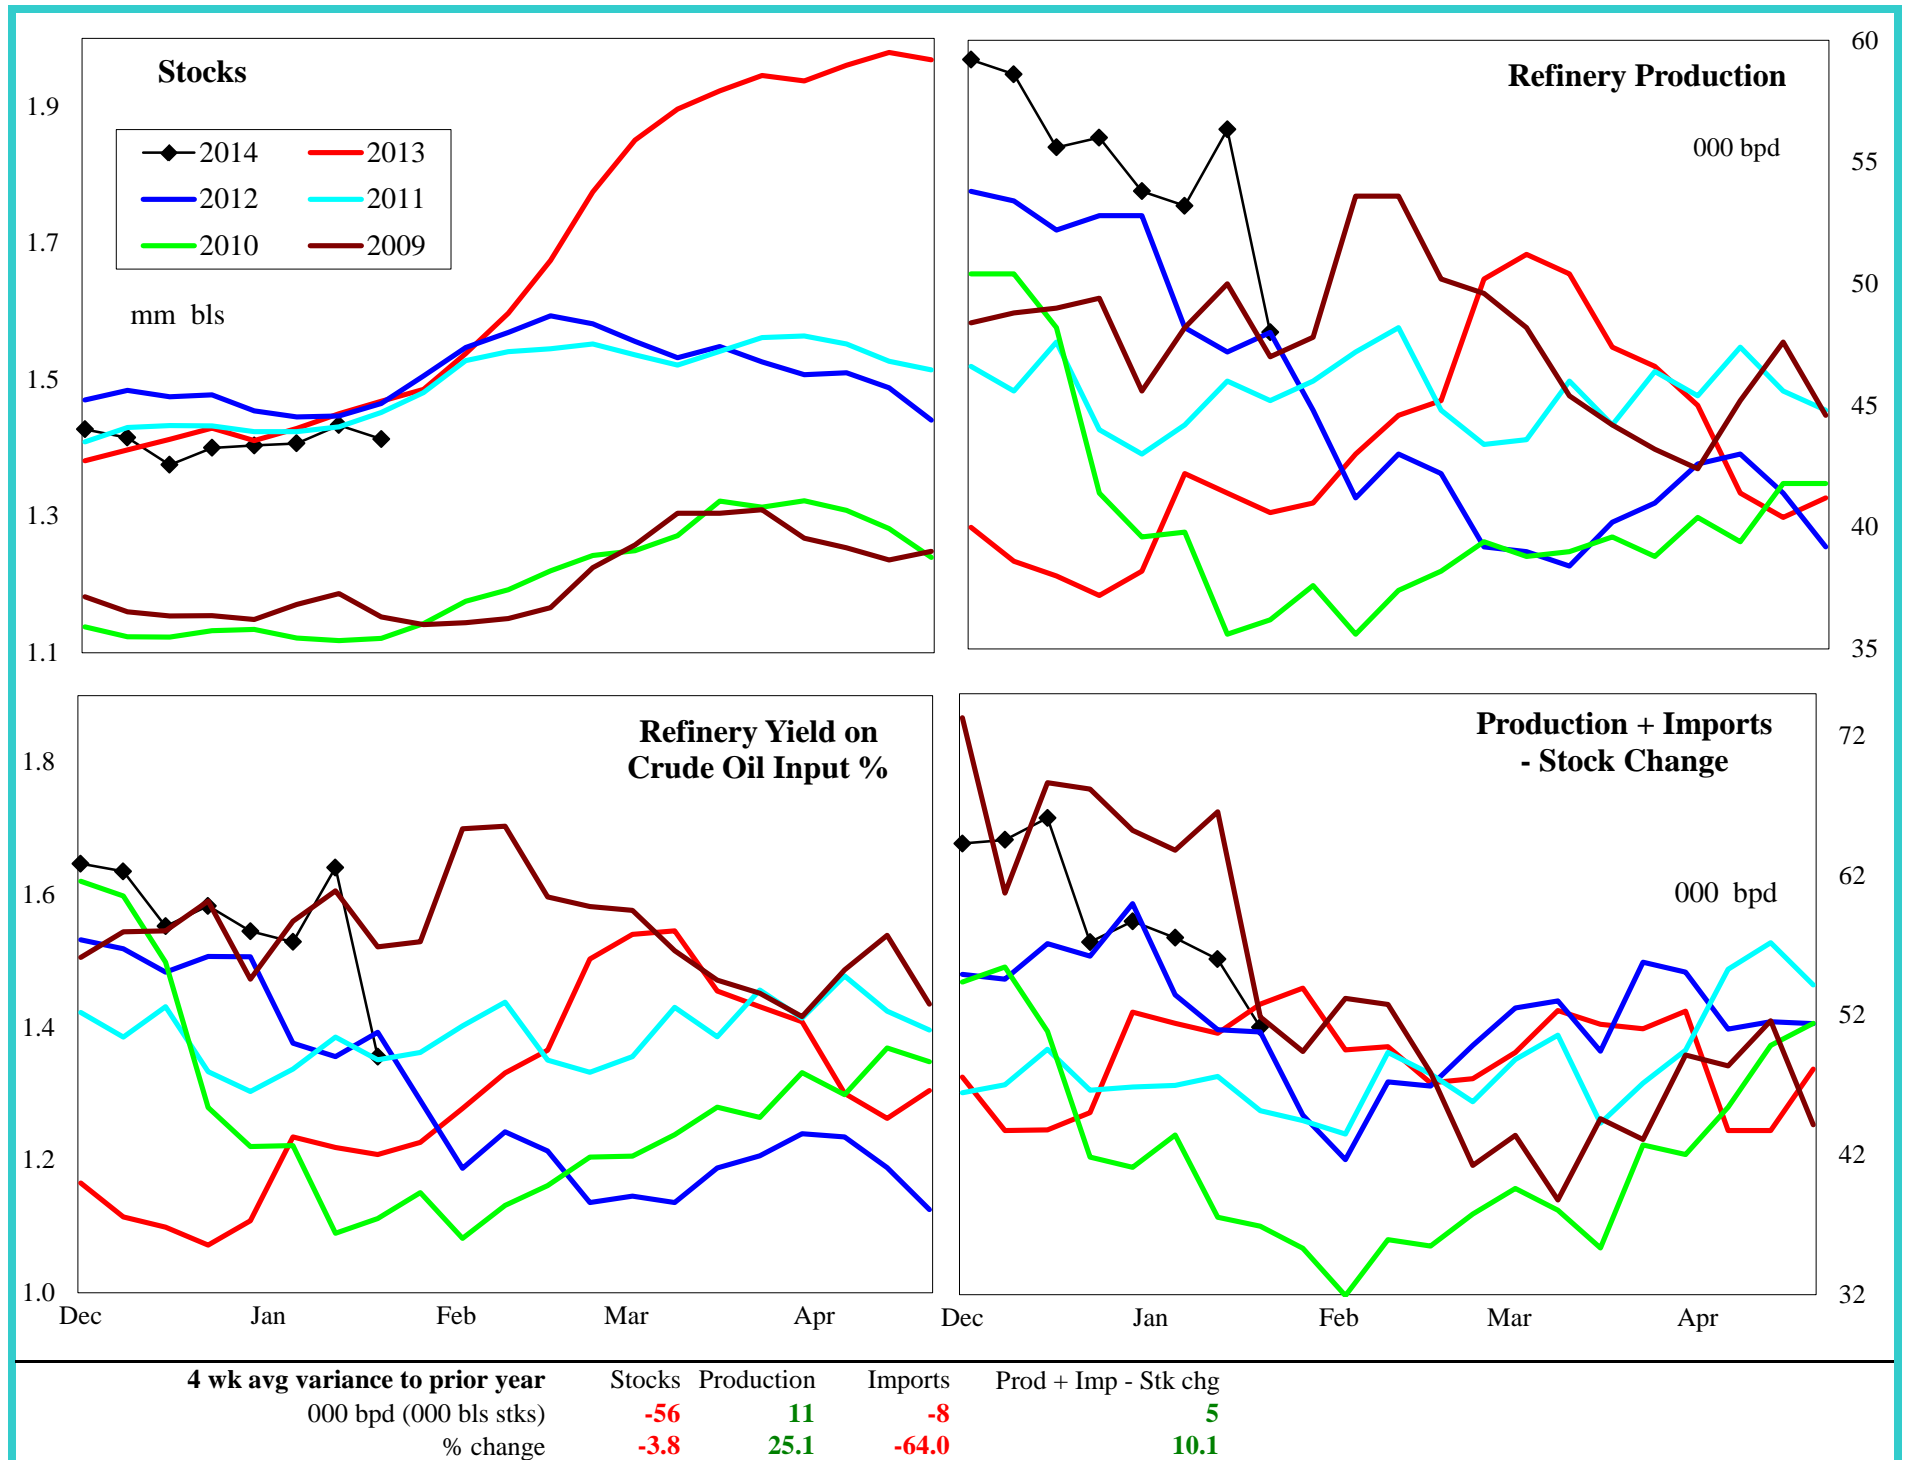 Stocks
1.9
1.7
1.5
1.3
1.1
2014 2013
2012 2011
2010 2009
mm bls
Refinery Production
000 bpd
60
55
50
45
40
35
Refinery Yield on
Crude Oil Input %
1.8
1.6
1.4
1.2
1.0
Dec Jan Feb Mar Apr
Production + Imports
- Stock Change
000 bpd
72
62
52
42
32
Dec Jan Feb Mar Apr
4 wk avg variance to prior year Stocks Production Imports Prod + Imp - Stk chg
000 bpd (000 bls stks) -56 11 -8 5
% change -3.8 25.1 -64.0 10.1